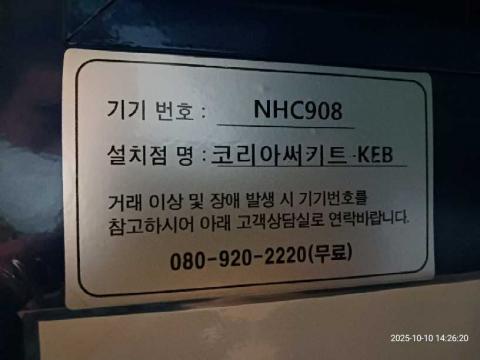 기기 번호 : NHC908
설치점 명 : 코리아써키트-KEB
거래 이상 및 장애 발생 시 기기번호를
참고하시어 아래 고객상담실로 연락바랍니다.
080-920-2220(무료)
2025-10-10 14:26:20